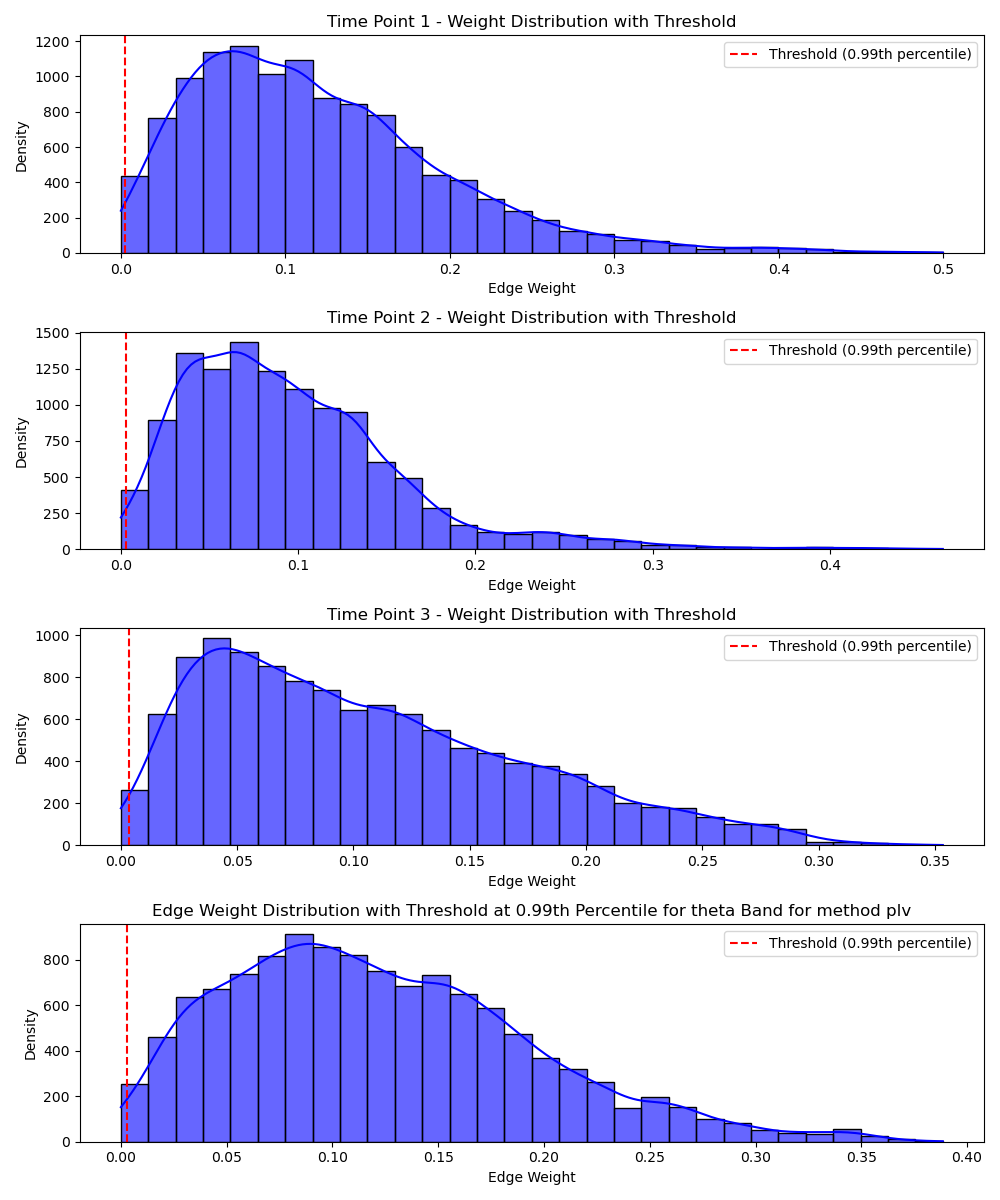 Time Point 1 - Weight Distribution with Threshold
Threshold (0.99th percentile)
1200
1000
800
600
400
200
0
Density
0.0 0.1 0.2 0.3 0.4 0.5
Edge Weight
Time Point 2 - Weight Distribution with Threshold
Threshold (0.99th percentile)
1500
1250
1000
750
500
250
0
Density
0.0 0.1 0.2 0.3 0.4
Edge Weight
Time Point 3 - Weight Distribution with Threshold
Threshold (0.99th percentile)
1000
800
600
400
200
0
Density
0.00 0.05 0.10 0.15 0.20 0.25 0.30 0.35
Edge Weight
Edge Weight Distribution with Threshold at 0.99th Percentile for theta Band for method plv
Threshold (0.99th percentile)
800
600
400
200
0
Density
0.00 0.05 0.10 0.15 0.20 0.25 0.30 0.35 0.40
Edge Weight